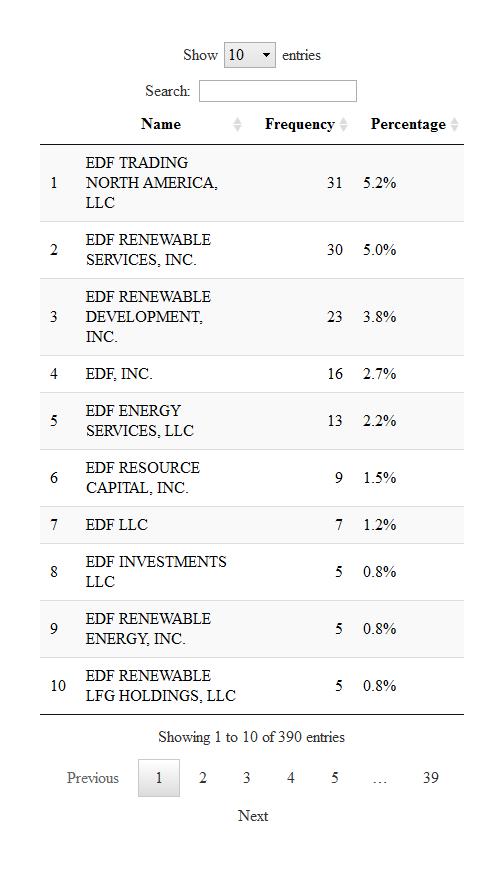 Show 10 entries
Search:
Name Frequency Percentage
1 EDF TRADING NORTH AMERICA, LLC 31 5.2%
2 EDF RENEWABLE SERVICES, INC. 30 5.0%
3 EDF RENEWABLE DEVELOPMENT, INC. 23 3.8%
4 EDF, INC. 16 2.7%
5 EDF ENERGY SERVICES, LLC 13 2.2%
6 EDF RESOURCE CAPITAL, INC. 9 1.5%
7 EDF LLC 7 1.2%
8 EDF INVESTMENTS LLC 5 0.8%
9 EDF RENEWABLE ENERGY, INC. 5 0.8%
10 EDF RENEWABLE LFG HOLDINGS, LLC 5 0.8%
Showing 1 to 10 of 390 entries
Previous 1 2 3 4 5 … 39
Next